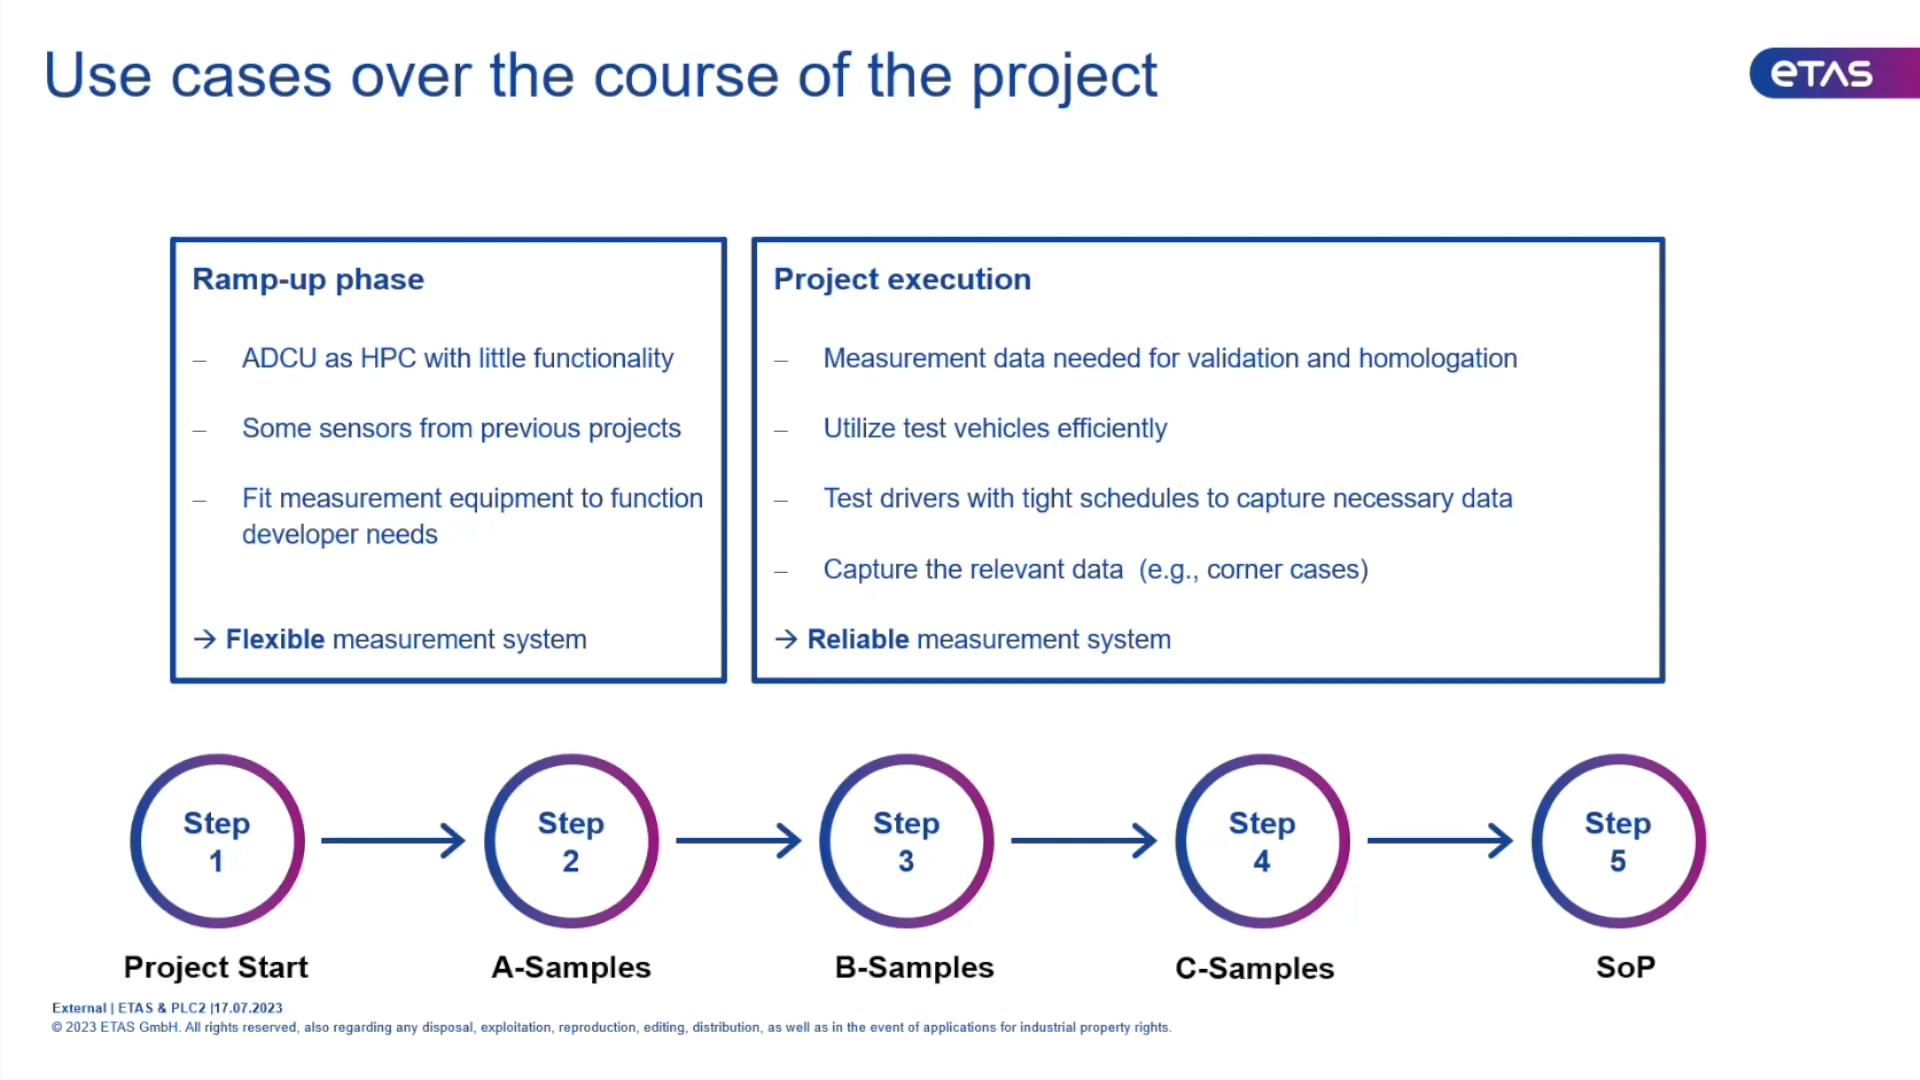 Use cases over the course of the project
eTAS
Ramp-up phase
– ADCU as HPC with little functionality
– Some sensors from previous projects
– Fit measurement equipment to function
developer needs
→ Flexible measurement system
Project execution
– Measurement data needed for validation and homologation
– Utilize test vehicles efficiently
– Test drivers with tight schedules to capture necessary data
– Capture the relevant data (e.g., corner cases)
→ Reliable measurement system
Step
1
Step
2
Step
3
Step
4
Step
5
Project Start
A-Samples
B-Samples
C-Samples
SoP
External | ETAS & PLC2 |17.07.2023
© 2023 ETAS GmbH. All rights reserved, also regarding any disposal, exploitation, reproduction, editing, distribution, as well as in the event of applications for industrial property rights.